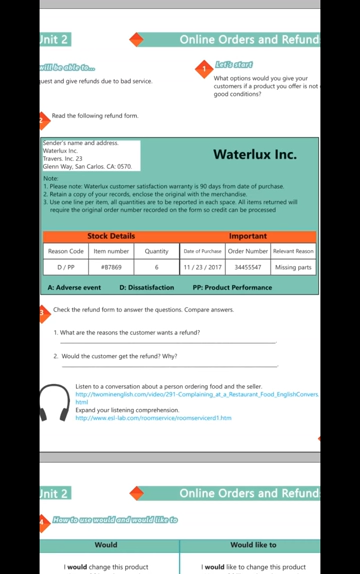 Unit 2
Online Orders and Refund
will be able to...
quest and give refunds due to bad service.
1
Let's start
What options would you give your
customers if a product you offer is not
good conditions?
2
Read the following refund form.
Sender's name and address.
Waterlux Inc.
Travers. Inc. 23
Glenn Way, San Carlos, CA: 0570.
Waterlux Inc.
Note:
1. Please note: Waterlux customer satisfaction warranty is 90 days from date of purchase.
2. Retain a copy of your records, enclose the original with the merchandise.
3. Use one line per item, all quantities are to be reported in each space. All items returned will
require the original order number recorded on the form so credit can be processed
Stock Details Important
Reason Code Item number Quantity Date of Purchase Order Number Relevant Reason
D / PP #B7869 6 11 / 23 / 2017 34455547 Missing parts
A: Adverse event D: Dissatisfaction PP: Product Performance
3
Check the refund form to answer the questions. Compare answers.
1. What are the reasons the customer wants a refund?
2. Would the customer get the refund? Why?
Listen to a conversation about a person ordering food and the seller.
http://twominenglish.com/video/291-Complaining_at_a_Restaurant_Food_EnglishConvers
html
Expand your listening comprehension.
http://www.esl-lab.com/roomservice/roomservicerd1.htm
Unit 2
Online Orders and Refund
4
How to use would and would like to
Would Would like to
I would change this product I would like to change this product